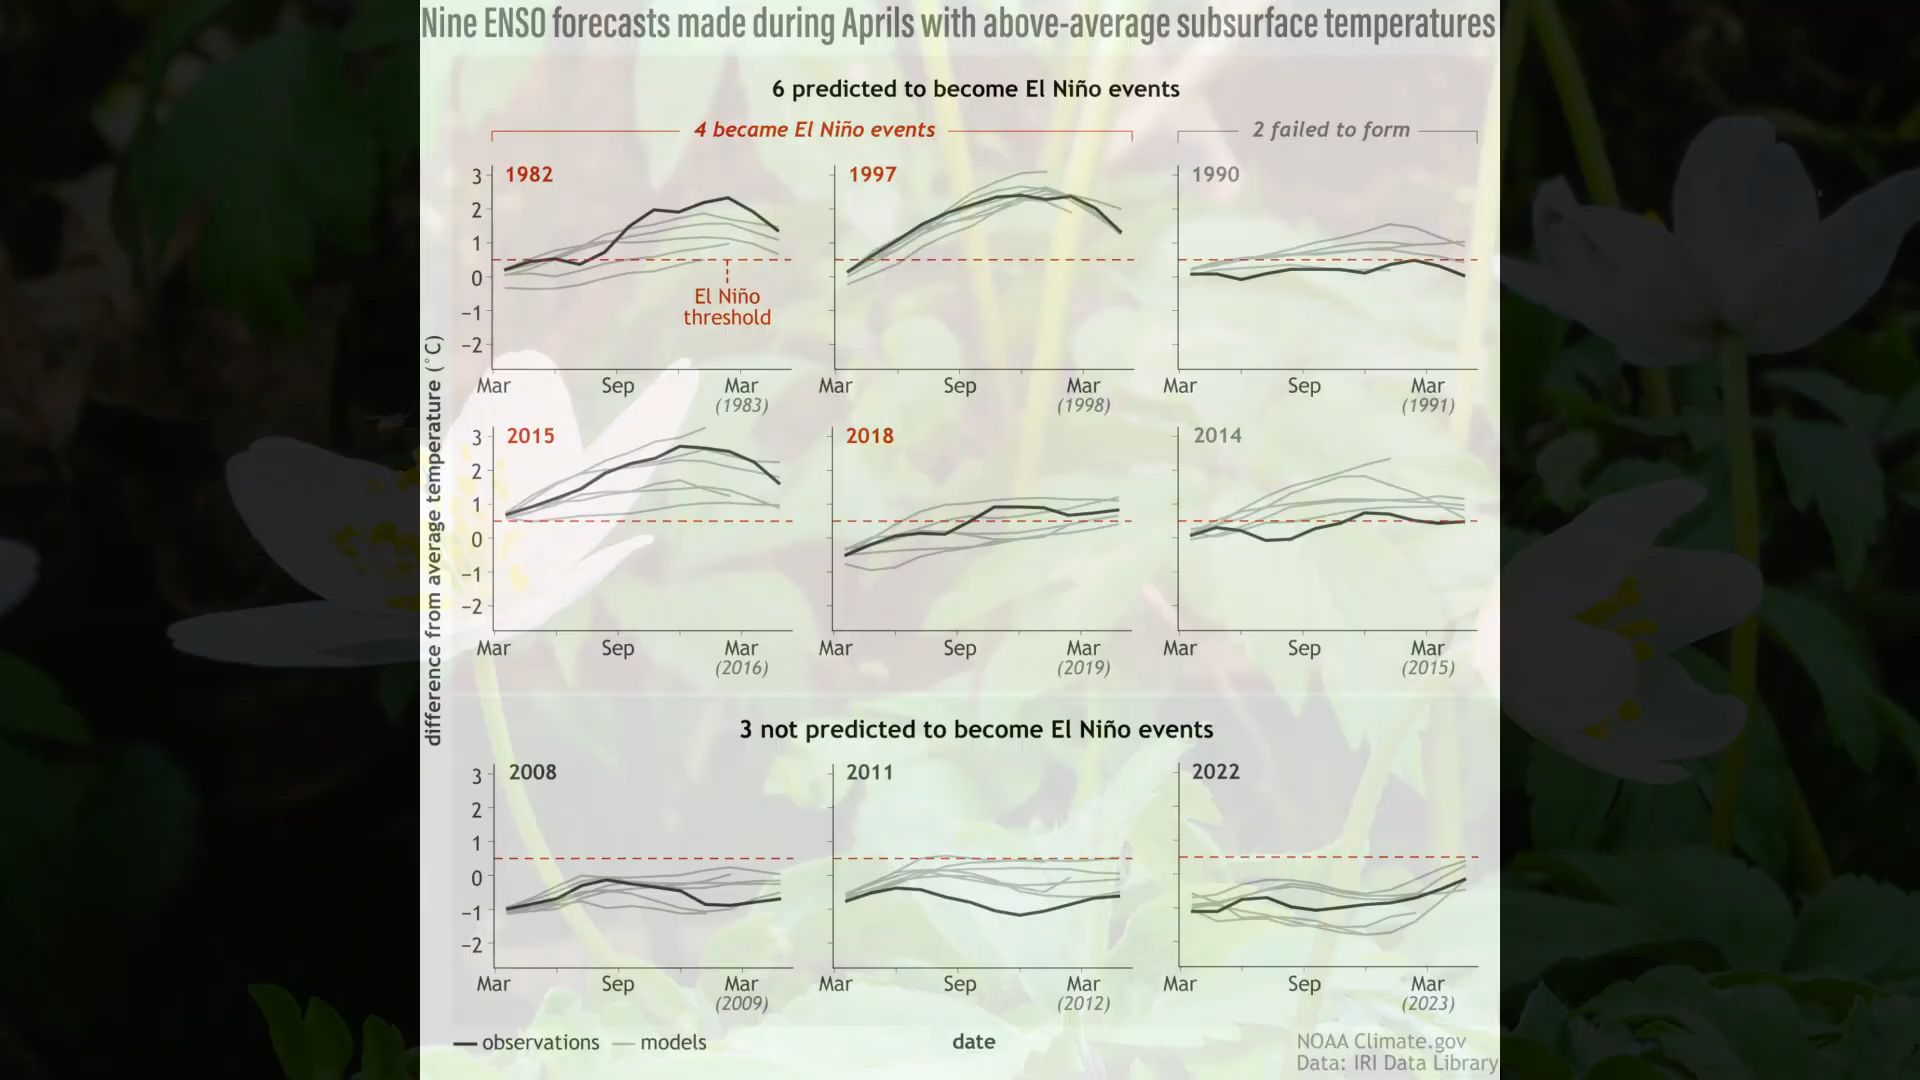 Nine ENSO forecasts made during Aprils with above-average subsurface temperatures
6 predicted to become El Niño events
4 became El Niño events
2 failed to form
difference from average temperature (°C)
1982
3
2
1
0
−1
−2
El Niño
threshold
Mar
Sep
Mar
(1983)
1997
Mar
Sep
Mar
(1998)
1990
Mar
Sep
Mar
(1991)
2015
3
2
1
0
−1
−2
Mar
Sep
Mar
(2016)
2018
Mar
Sep
Mar
(2019)
2014
Mar
Sep
Mar
(2015)
3 not predicted to become El Niño events
2008
3
2
1
0
−1
−2
Mar
Sep
Mar
(2009)
2011
Mar
Sep
Mar
(2012)
2022
Mar
Sep
Mar
(2023)
observations
models
date
NOAA Climate.gov
Data: IRI Data Library